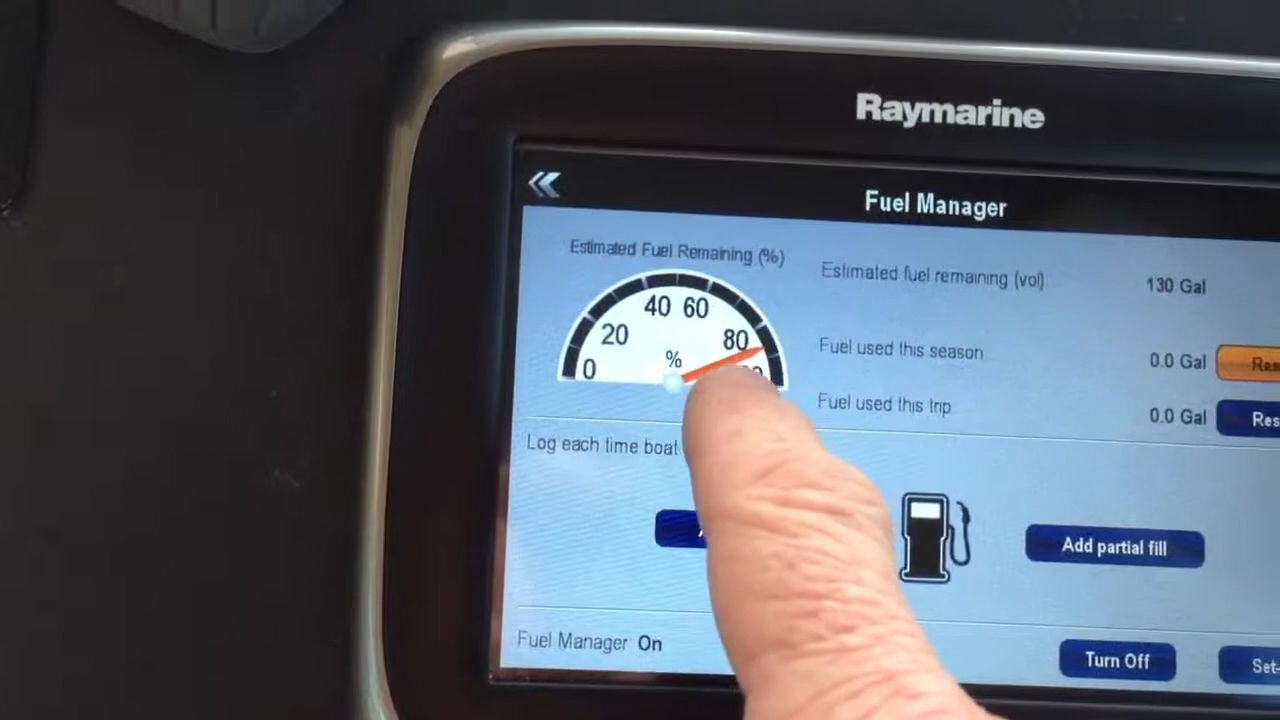 Raymarine
Fuel Manager
Estimated Fuel Remaining (%)
0 20 40 60 80
%
Estimated fuel remaining (vol) 130 Gal
Fuel used this season 0.0 Gal
Fuel used this trip 0.0 Gal
Log each time boat
Add partial fill
Fuel Manager On
Turn Off